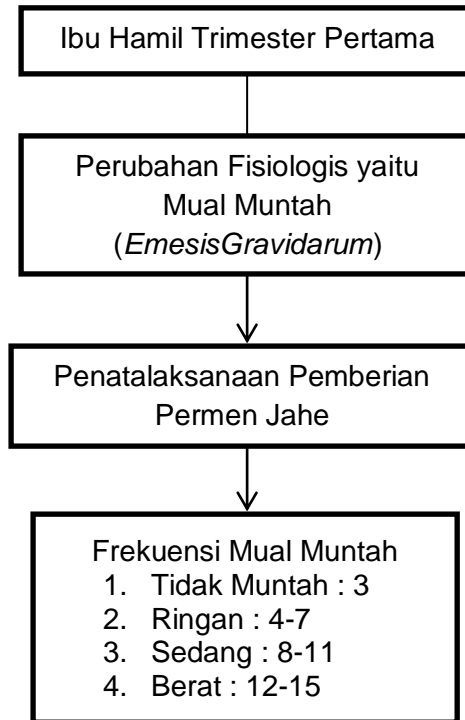 Ibu Hamil Trimester Pertama
Perubahan Fisiologis yaitu
Mual Muntah
(EmesisGravidarum)
Penatalaksanaan Pemberian
Permen Jahe
Frekuensi Mual Muntah
1. Tidak Muntah : 3
2. Ringan : 4-7
3. Sedang : 8-11
4. Berat : 12-15